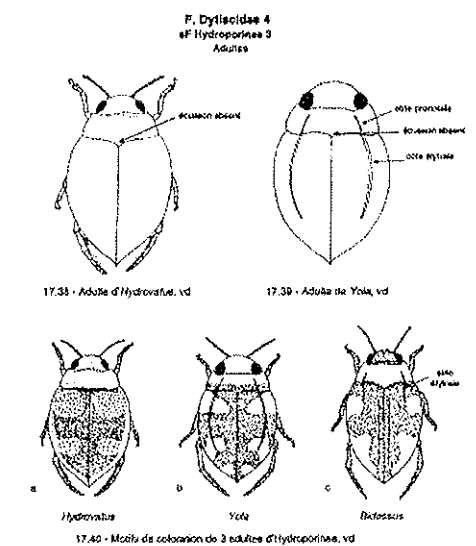 F. Dytiscidae 4
sF Hydroporinae 3
Adultes
écusson absent
côte pronotale
écusson absent
côte élytrale
17.38 - Adulte d'Hydrovatus, vd
17.39 - Adulte de Yola, vd
strie
élytrale
a
b
c
Hydrovatus
Yola
Bidessus
17.40 - Motifs de coloration de 3 adultes d'Hydroporinae, vd